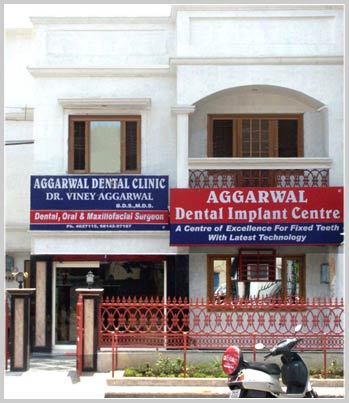 AGGARWAL DENTAL CLINIC
DR. VINEY AGGARWAL
B.D.S., M.D.S.
Dental, Oral & Maxillofacial Surgeon
AGGARWAL
Dental Implant Centre
A Centre of Excellence For Fixed Teeth
With Latest Technology